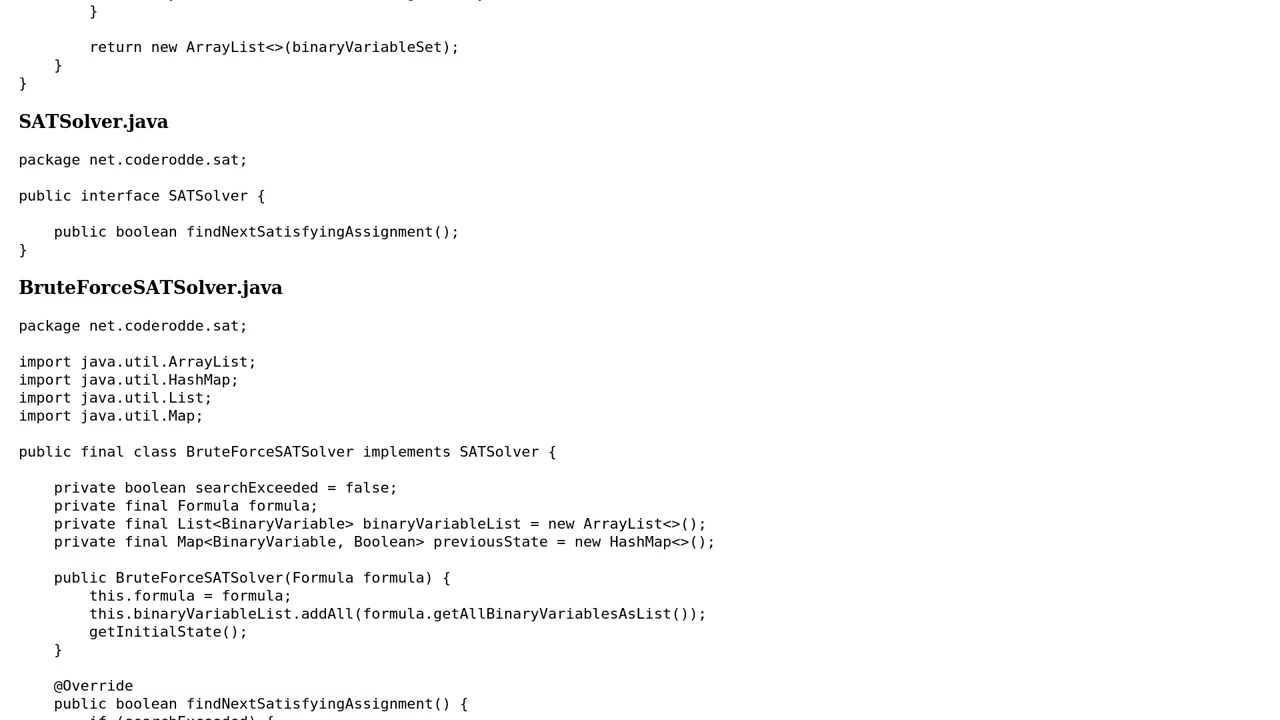 }

        return new ArrayList<>(binaryVariableSet);
    }
}
SATSolver.java
package net.coderodde.sat;

public interface SATSolver {

    public boolean findNextSatisfyingAssignment();
}
BruteForceSATSolver.java
package net.coderodde.sat;

import java.util.ArrayList;
import java.util.HashMap;
import java.util.List;
import java.util.Map;

public final class BruteForceSATSolver implements SATSolver {

    private boolean searchExceeded = false;
    private final Formula formula;
    private final List<BinaryVariable> binaryVariableList = new ArrayList<>();
    private final Map<BinaryVariable, Boolean> previousState = new HashMap<>();

    public BruteForceSATSolver(Formula formula) {
        this.formula = formula;
        this.binaryVariableList.addAll(formula.getAllBinaryVariablesAsList());
        getInitialState();
    }

    @Override
    public boolean findNextSatisfyingAssignment() {
        if (searchExceeded) {